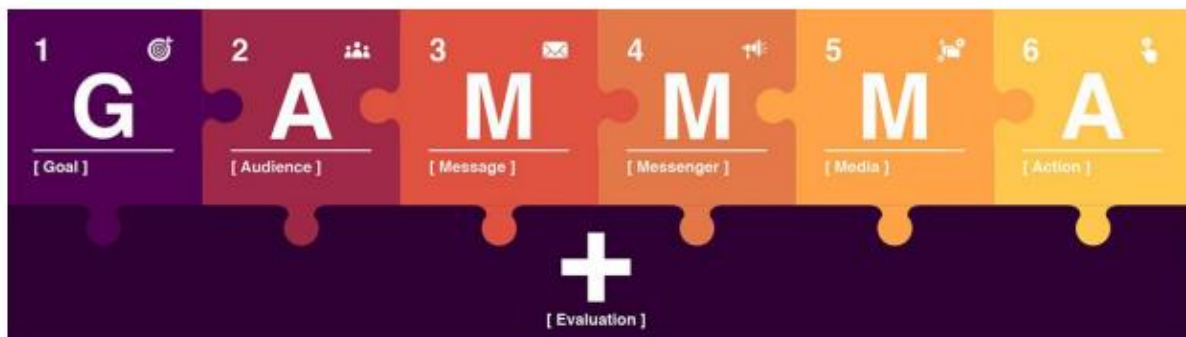 1
G
[ Goal ]
2
A
[ Audience ]
3
M
[ Message ]
4
M
[ Messenger ]
5
M
[ Media ]
6
A
[ Action ]
+
[ Evaluation ]